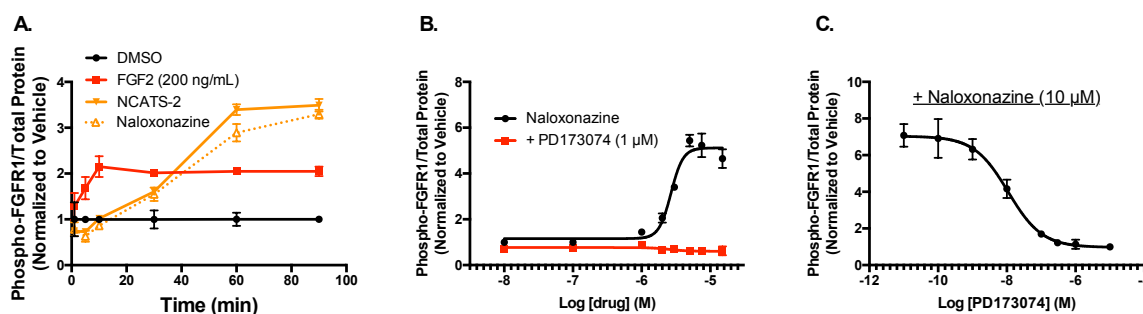 A.
Phospho-FGFR1/Total Protein
(Normalized to Vehicle)
4
3
2
1
0
DMSO
FGF2 (200 ng/mL)
NCATS-2
Naloxonazine
0 20 40 60 80 100
Time (min)
B.
Phospho-FGFR1/Total Protein
(Normalized to Vehicle)
8
6
4
2
0
Naloxonazine
+ PD173074 (1 µM)
-8 -7 -6 -5
Log [drug] (M)
C.
Phospho-FGFR1/Total Protein
(Normalized to Vehicle)
10
8
6
4
2
0
+ Naloxonazine (10 µM)
-12 -10 -8 -6 -
Log [PD173074] (M)